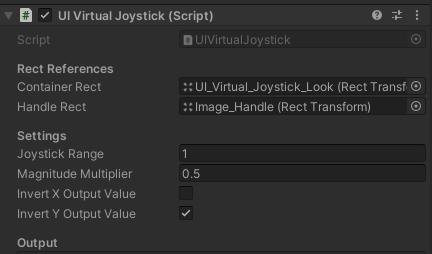 UI Virtual Joystick (Script)
Script UIVirtualJoystick
Rect References
Container Rect UI_Virtual_Joystick_Look (Rect Transf
Handle Rect Image_Handle (Rect Transform)
Settings
Joystick Range 1
Magnitude Multiplier 0.5
Invert X Output Value
Invert Y Output Value
Output